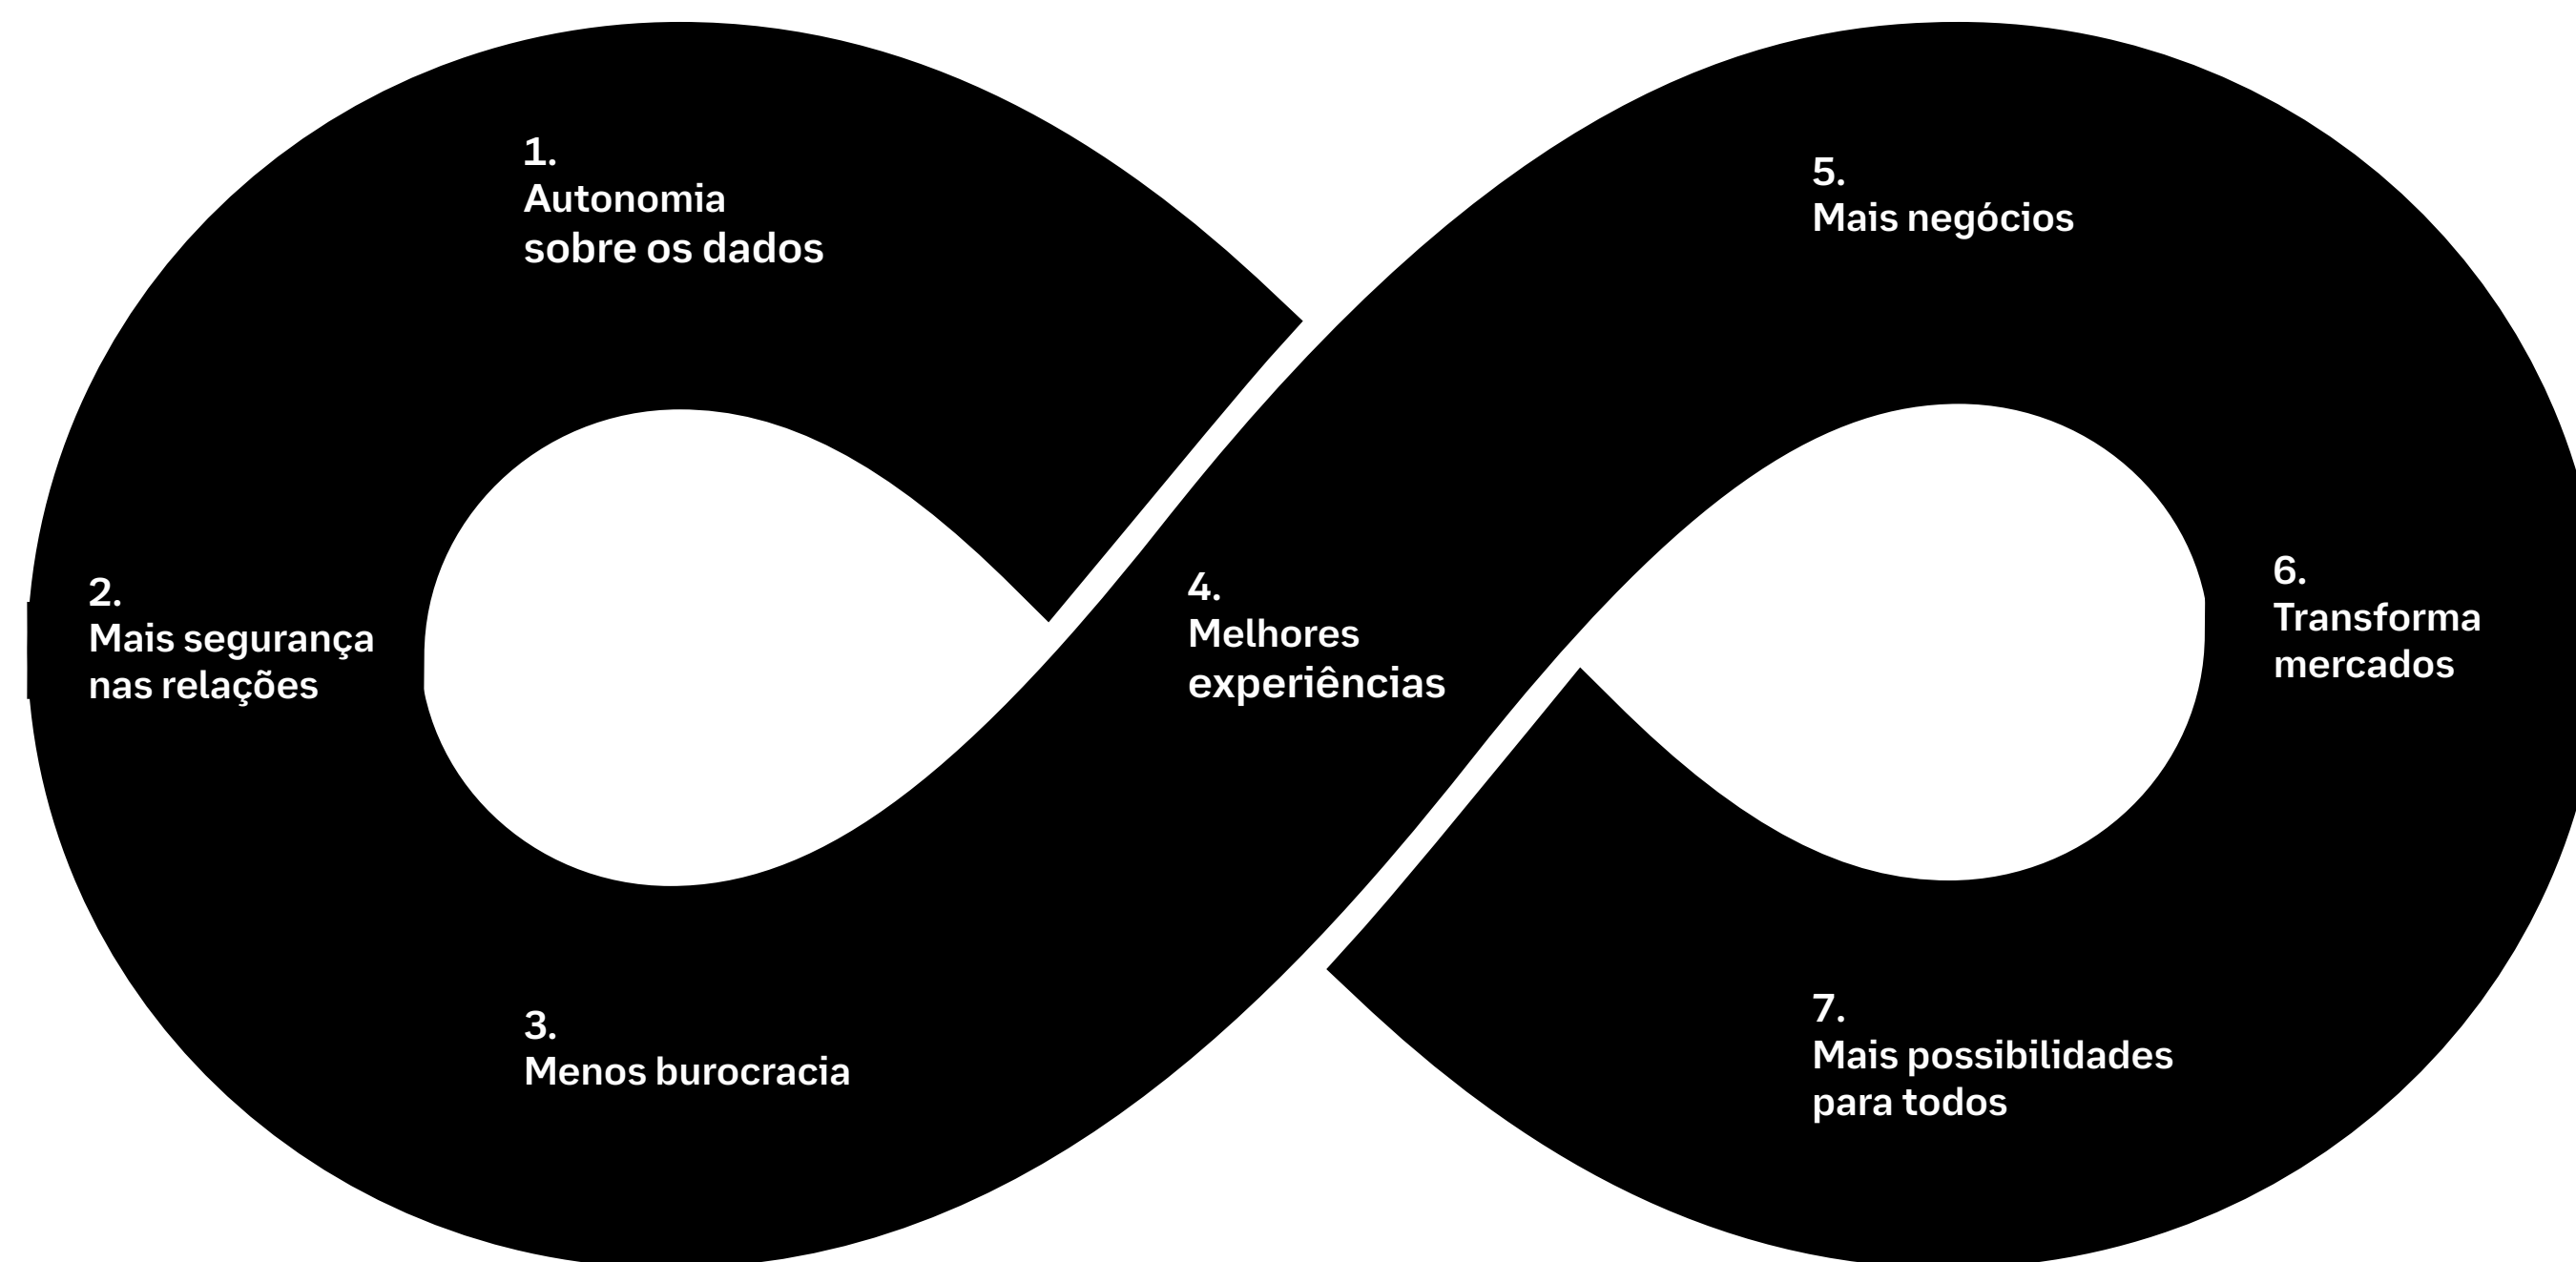 1.
Autonomia
sobre os dados
2.
Mais segurança
nas relações
3.
Menos burocracia
4.
Melhores
experiências
5.
Mais negócios
6.
Transforma
mercados
7.
Mais possibilidades
para todos